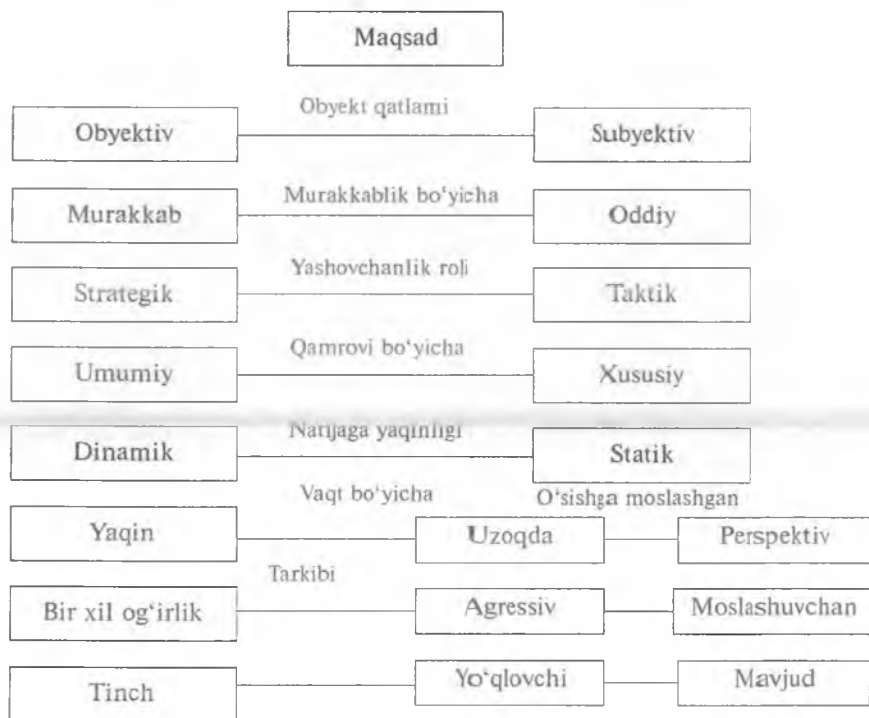 Maqsad
Obyekt qatlami
Obyektiv
Subyektiv
Murakkablik bo‘yicha
Murakkab
Oddiy
Yashovchanlik roli
Strategik
Taktik
Qamrovi bo‘yicha
Umumiy
Xususiy
Natijaga yaqinligi
Dinamik
Statik
Vaqt bo‘yicha
O‘sishga moslashgan
Yaqin
Uzoqda
Perspektiv
Tarkibi
Bir xil og‘irlik
Agressiv
Moslashuvchan
Tinch
Yo‘qlovchi
Mavjud